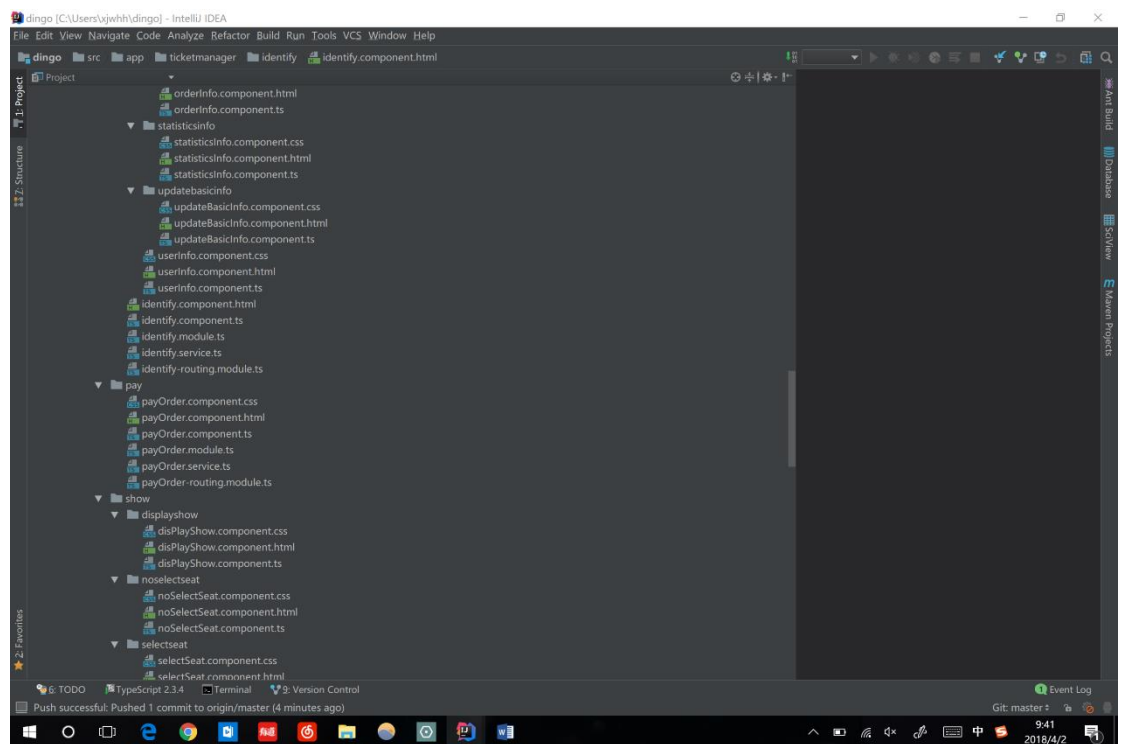 dingo [C:\Users\xjwhh\dingo] - IntelliJ IDEA
File Edit View Navigate Code Analyze Refactor Build Run Tools VCS Window Help
dingo src app ticketmanager identify identify.component.html
Project
orderInfo.component.html
orderInfo.component.ts
statisticsinfo
statisticsInfo.component.css
statisticsInfo.component.html
statisticsInfo.component.ts
updatebasicinfo
updateBasicInfo.component.css
updateBasicInfo.component.html
updateBasicInfo.component.ts
userInfo.component.css
userInfo.component.html
userInfo.component.ts
identify.component.html
identify.component.ts
identify.module.ts
identify.service.ts
identify-routing.module.ts
pay
payOrder.component.css
payOrder.component.html
payOrder.component.ts
payOrder.module.ts
payOrder.service.ts
payOrder-routing.module.ts
show
displayshow
disPlayShow.component.css
disPlayShow.component.html
disPlayShow.component.ts
noselectseat
noSelectSeat.component.css
noSelectSeat.component.html
noSelectSeat.component.ts
selectseat
selectSeat.component.css
selectSeat.component.html
1: Project
7: Structure
2: Favorites
Ant Build
Database
SciView
Maven Projects
6: TODO TypeScript 2.3.4 Terminal 9: Version Control
1 Event Log
Push successful: Pushed 1 commit to origin/master (4 minutes ago)
Git: master
中
9:41
2018/4/2